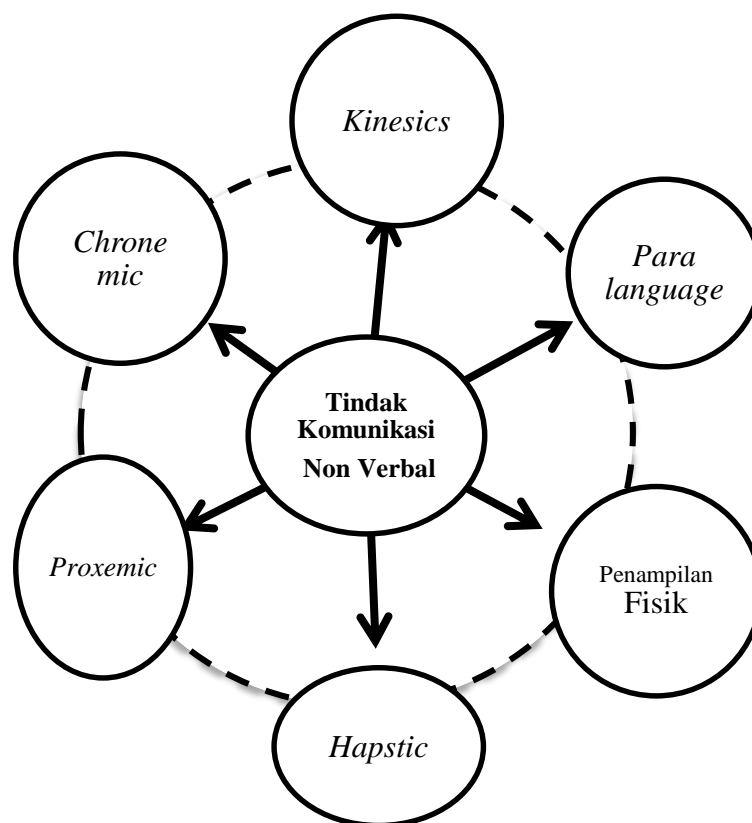 Kinesics
Chrone
mic
Para
language
Tindak
Komunikasi
Non Verbal
Proxemic
Penampilan
Fisik
Hapstic